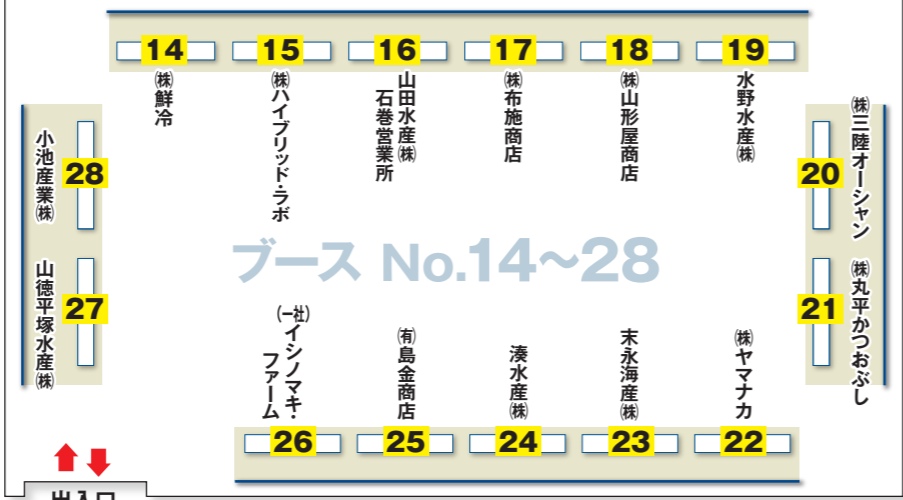 14
㈱鮮冷
15
㈱ハイブリッド・ラボ
16
山田水産㈱
石巻営業所
17
㈱布施商店
18
㈱山形屋商店
19
水野水産㈱
20
㈱三陸オーシャン
21
㈱丸平かつおぶし
28
小池産業㈱
27
山徳平塚水産㈱
ブース No.14～28
(一社)イシノマキ・
ファーム
26
㈲島金商店
25
湊水産㈱
24
末永海産㈱
23
㈱ヤマナカ
22
出入口